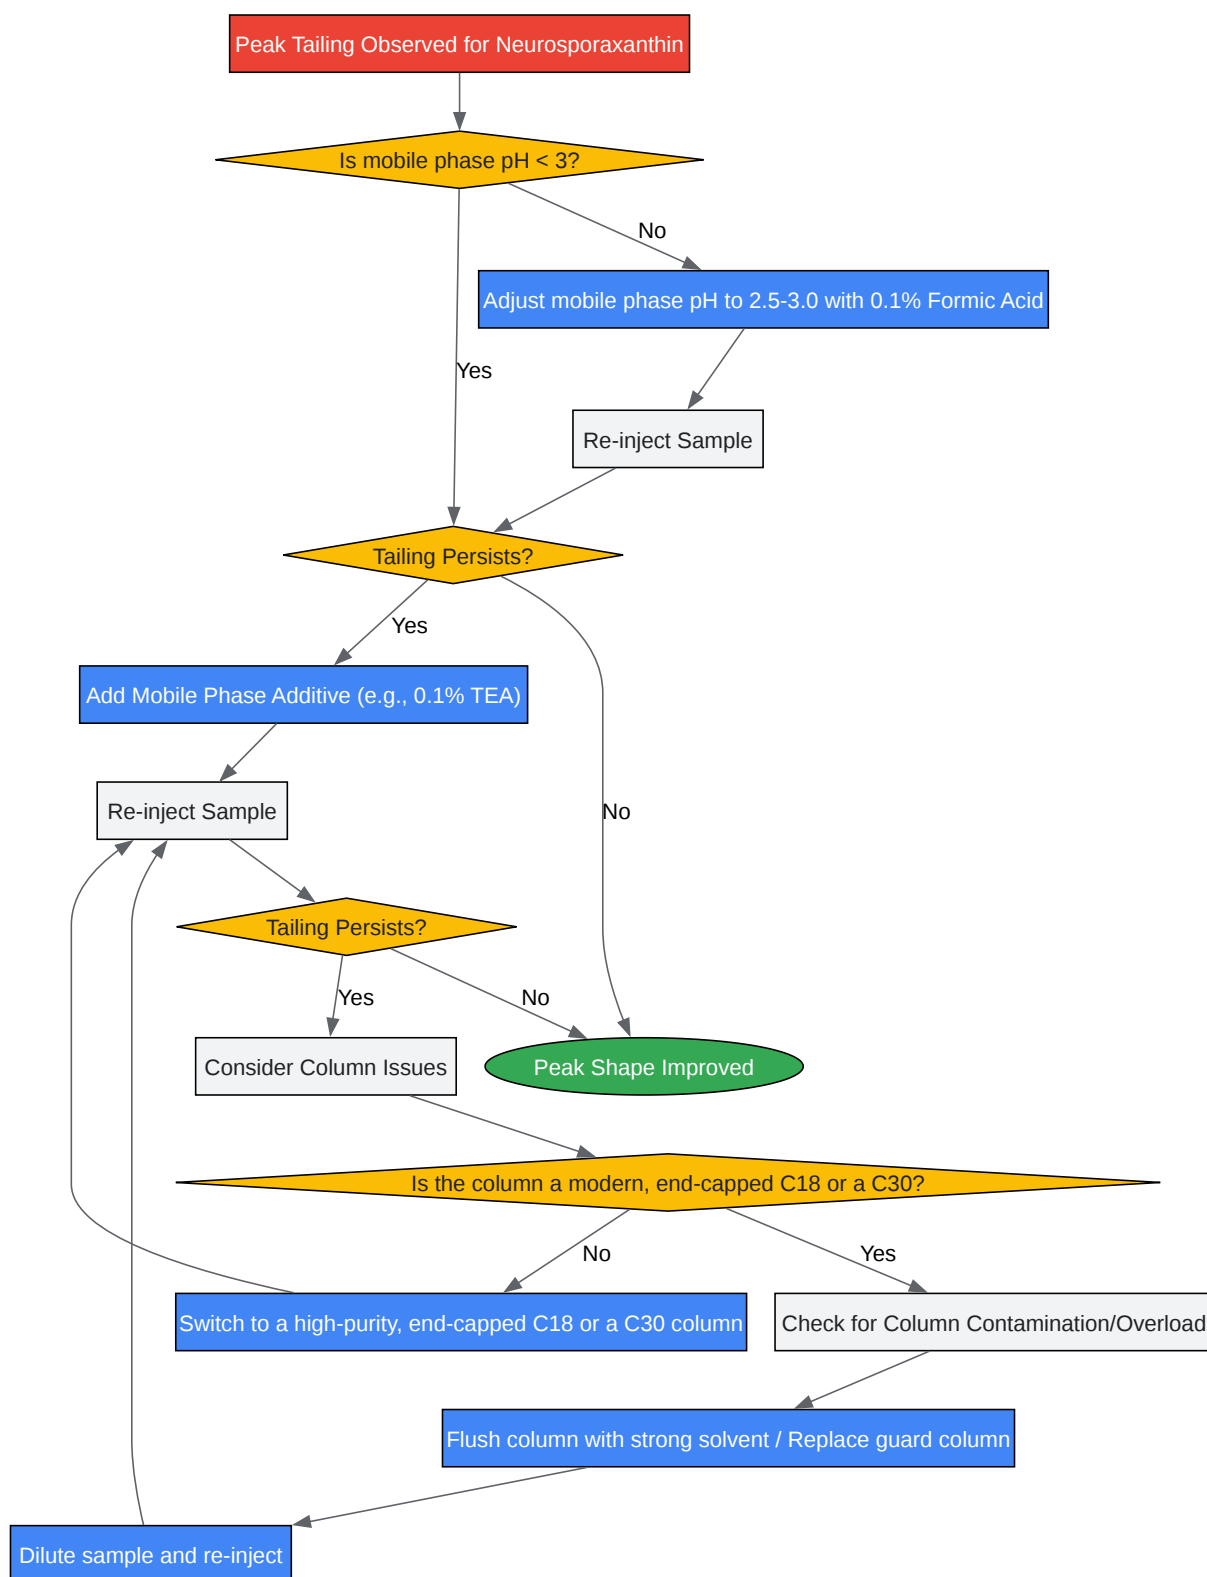 Peak Tailing Observed for Neurosporaxanthin
Is mobile phase pH < 3?
No
Adjust mobile phase pH to 2.5-3.0 with 0.1% Formic Acid
Yes
Re-inject Sample
Tailing Persists?
Yes
Add Mobile Phase Additive (e.g., 0.1% TEA)
No
Re-inject Sample
Tailing Persists?
Yes
No
Consider Column Issues
Peak Shape Improved
Is the column a modern, end-capped C18 or a C30?
No
Yes
Switch to a high-purity, end-capped C18 or a C30 column
Check for Column Contamination/Overload
Flush column with strong solvent / Replace guard column
Dilute sample and re-inject